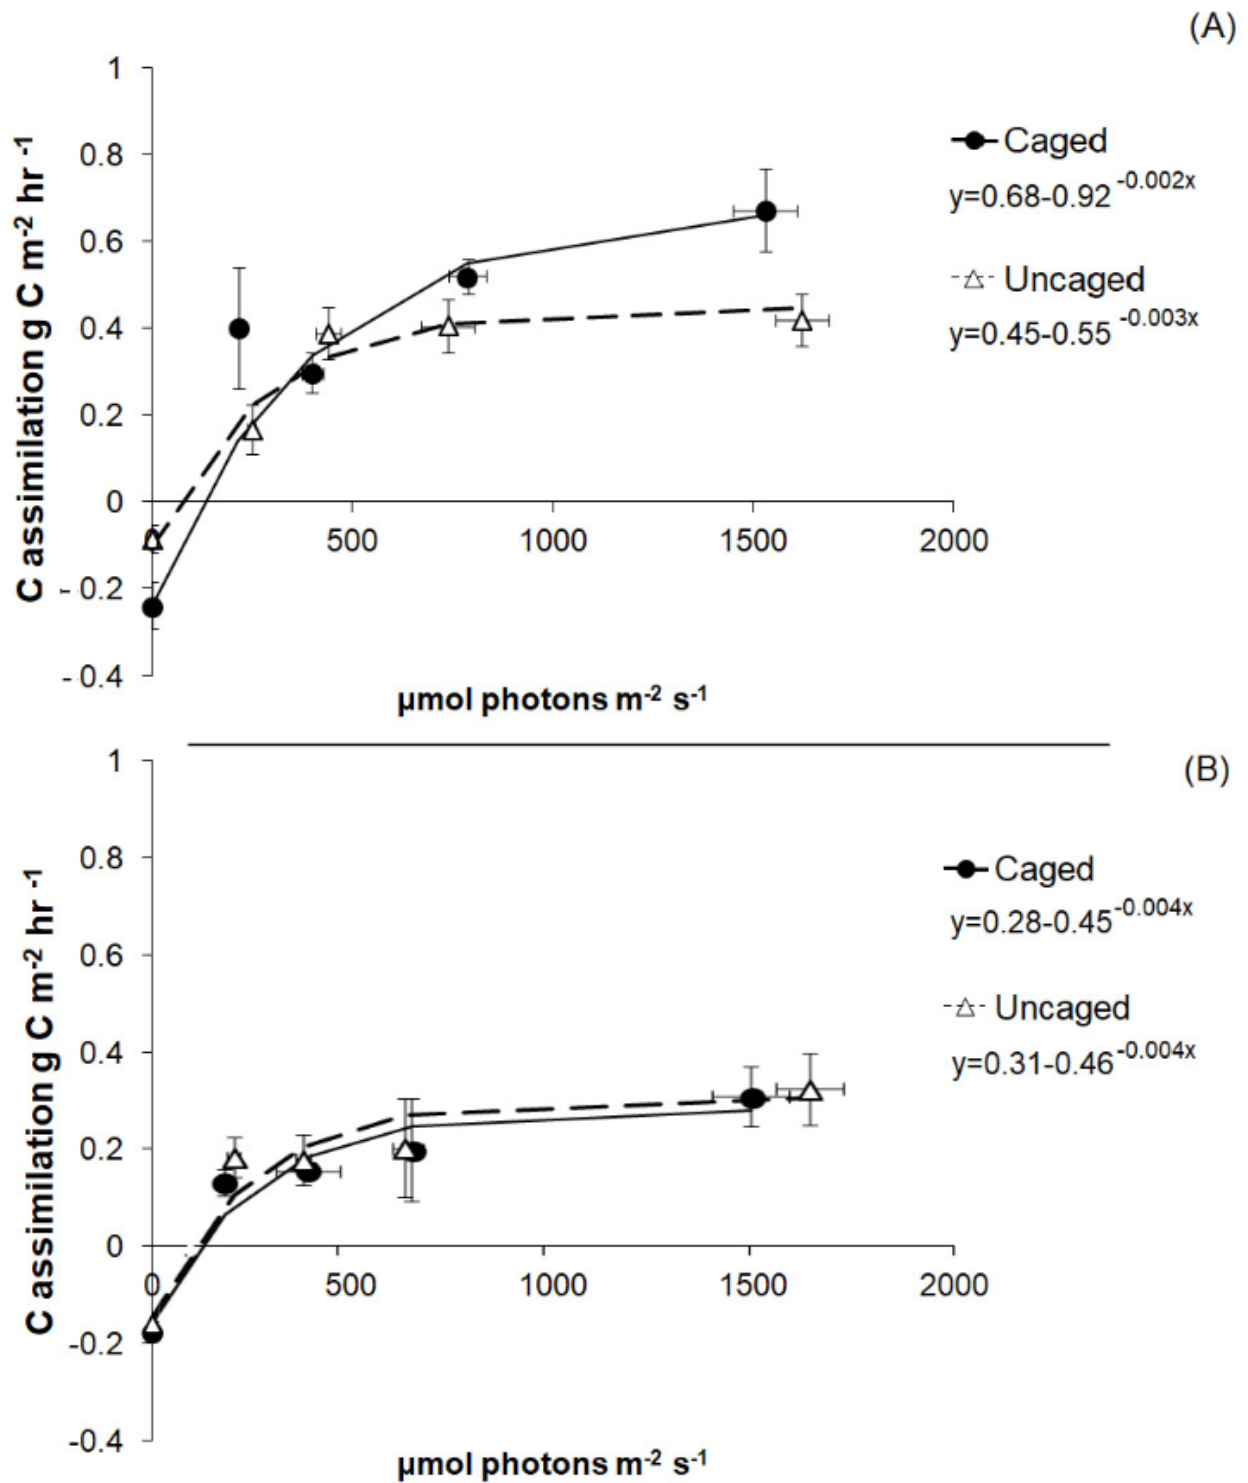 (A)
1
0.8
0.6
0.4
0.2
0
-0.2
-0.4
C assimilation g C m-2 hr -1
0 500 1000 1500 2000
µmol photons m-2 s-1
Caged
y=0.68-0.92 -0.002x
Uncaged
y=0.45-0.55 -0.003x
(B)
1
0.8
0.6
0.4
0.2
0
-0.2
-0.4
C assimilation g C m-2 hr -1
0 500 1000 1500 2000
µmol photons m-2 s-1
Caged
y=0.28-0.45-0.004x
Uncaged
y=0.31-0.46-0.004x